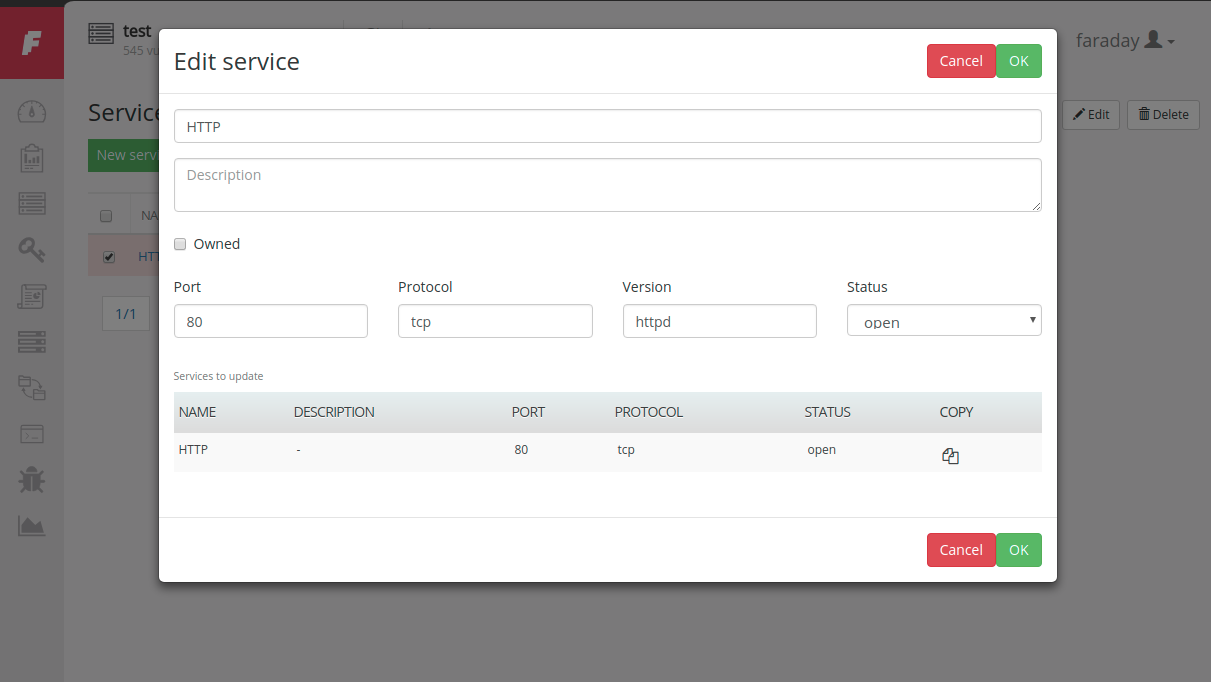 test
545 vu
faraday
Edit service
Cancel OK
Service
Edit Delete
HTTP
New servi
Description
NA
Owned
HTT
Port Protocol Version Status
1/1
80 tcp httpd open
Services to update
NAME DESCRIPTION PORT PROTOCOL STATUS COPY
HTTP - 80 tcp open
Cancel OK